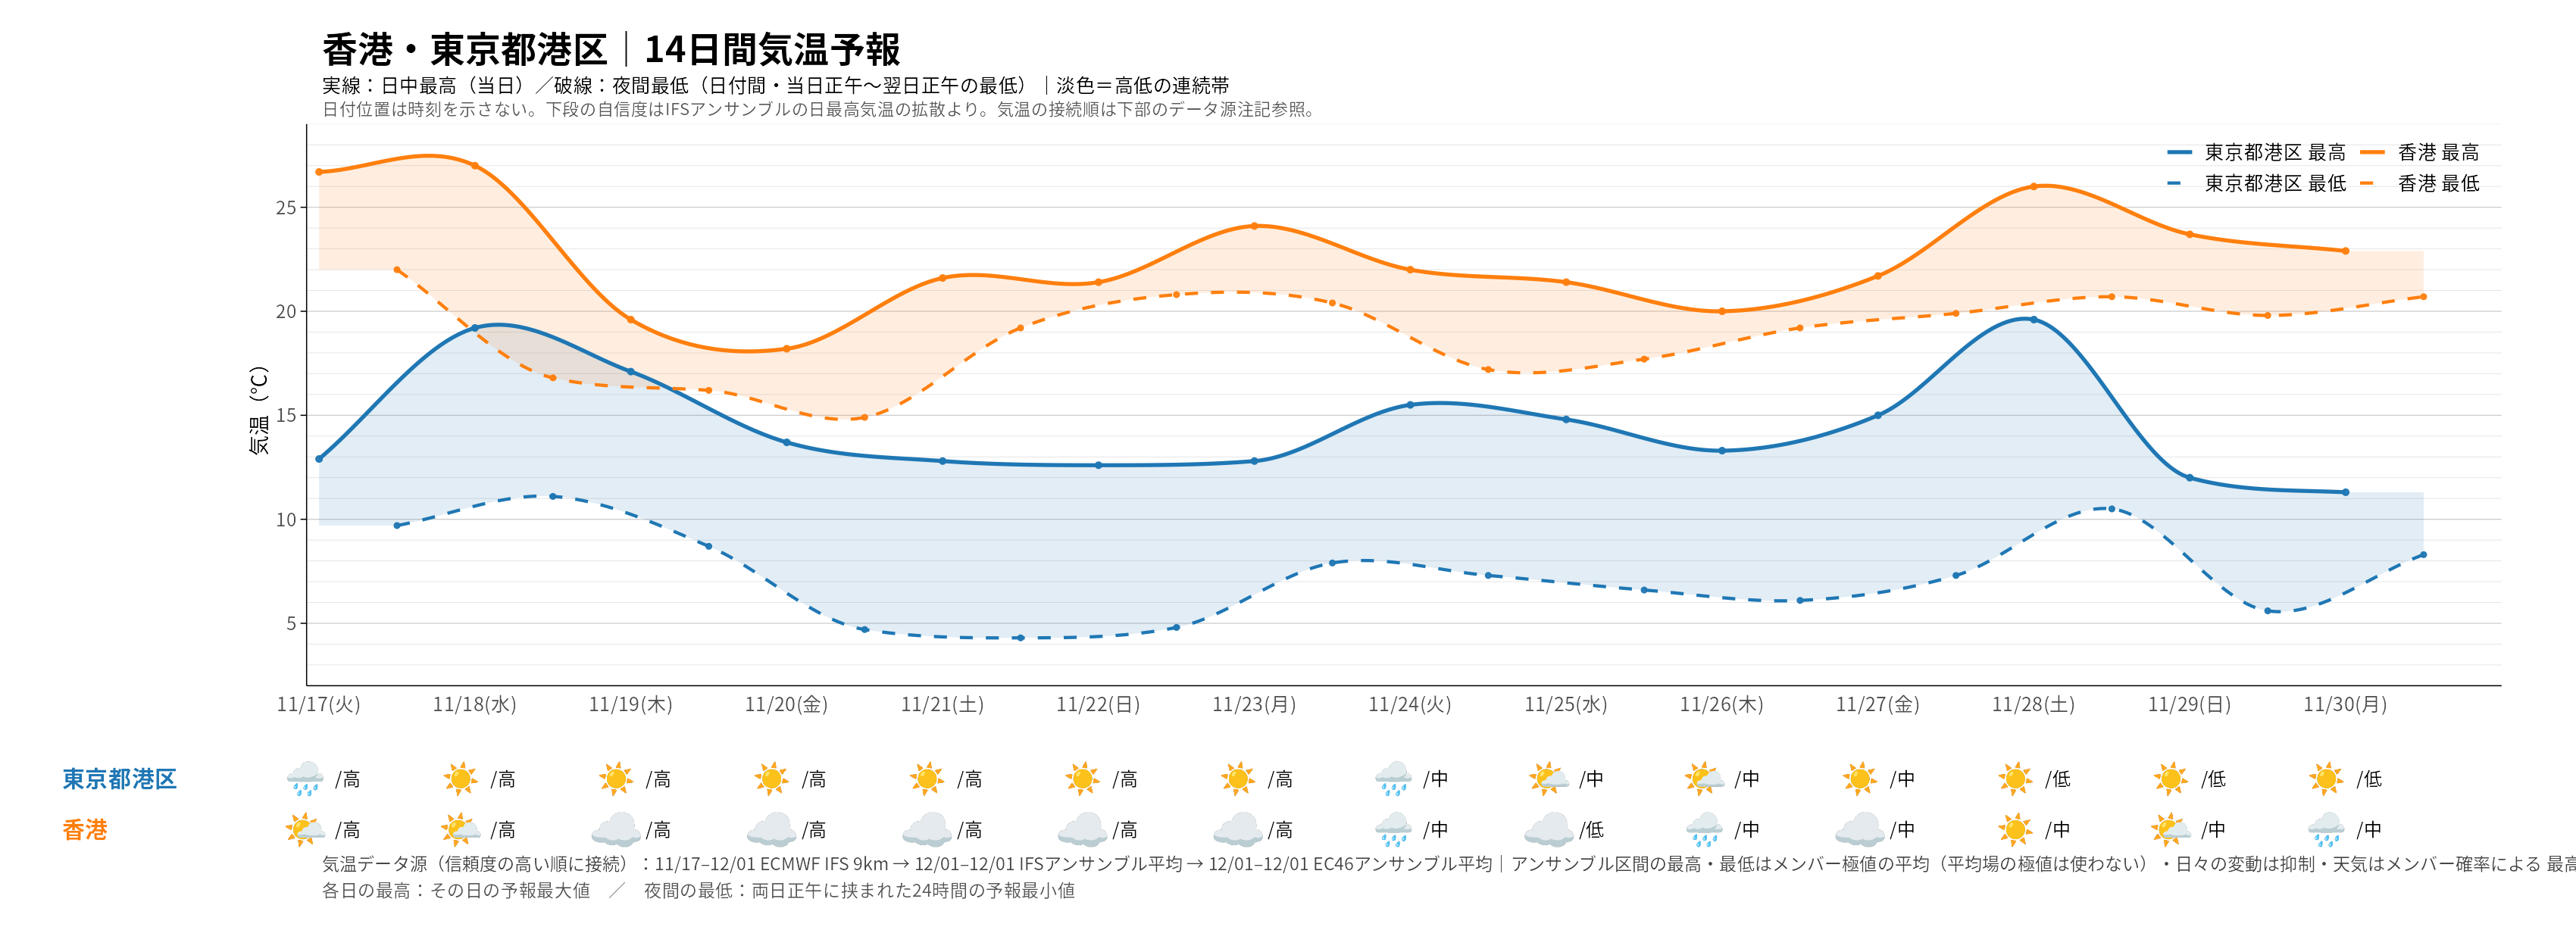 香港・東京都港区｜14日間気温予報
実線：日中最高（当日）／破線：夜間最低（日付間・当日正午～翌日正午の最低）｜淡色＝高低の連続帯
日付位置は時刻を示さない。下段の自信度はIFSアンサンブルの日最高気温の拡散より。気温の接続順は下部のデータ源注記参照。
東京都港区 最高 香港 最高
東京都港区 最低 香港 最低
気温（℃）
25
20
15
10
5
11/17(火) 11/18(水) 11/19(木) 11/20(金) 11/21(土) 11/22(日) 11/23(月) 11/24(火) 11/25(水) 11/26(木) 11/27(金) 11/28(土) 11/29(日) 11/30(月)
東京都港区 /高 /高 /高 /高 /高 /高 /高 /中 /中 /中 /中 /低 /低 /低
香港 /高 /高 /高 /高 /高 /高 /高 /中 /低 /中 /中 /中 /中 /中
気温データ源（信頼度の高い順に接続）：11/17–12/01 ECMWF IFS 9km → 12/01–12/01 IFSアンサンブル平均 → 12/01–12/01 EC46アンサンブル平均｜アンサンブル区間の最高・最低はメンバー極値の平均（平均場の極値は使わない）・日々の変動は抑制・天気はメンバー確率による 最高
各日の最高：その日の予報最大値　／　夜間の最低：両日正午に挟まれた24時間の予報最小値